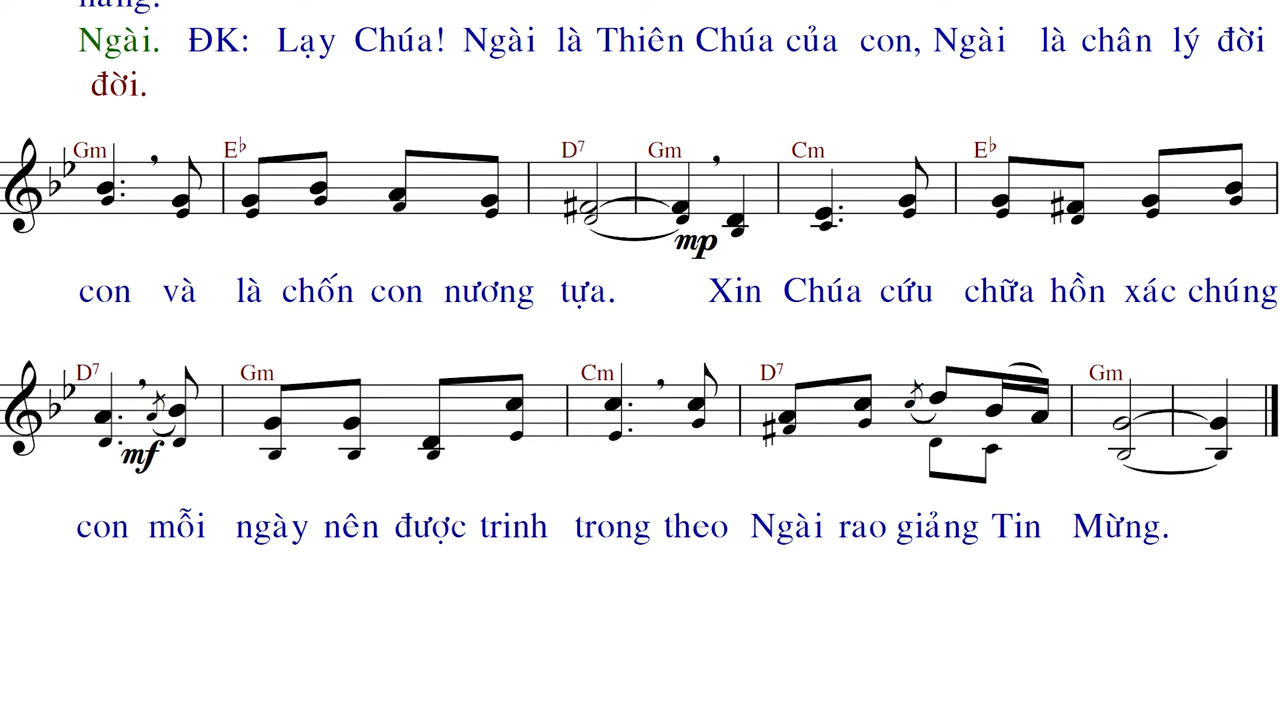 Ngài. ĐK: Lạy Chúa! Ngài là Thiên Chúa của con, Ngài là chân lý đời
đời.
Gm E♭ D7 Gm Cm E♭
mp
con và là chốn con nương tựa. Xin Chúa cứu chữa hồn xác chúng
D7 Gm Cm D7 Gm
mf
con mỗi ngày nên được trinh trong theo Ngài rao giảng Tin Mừng.